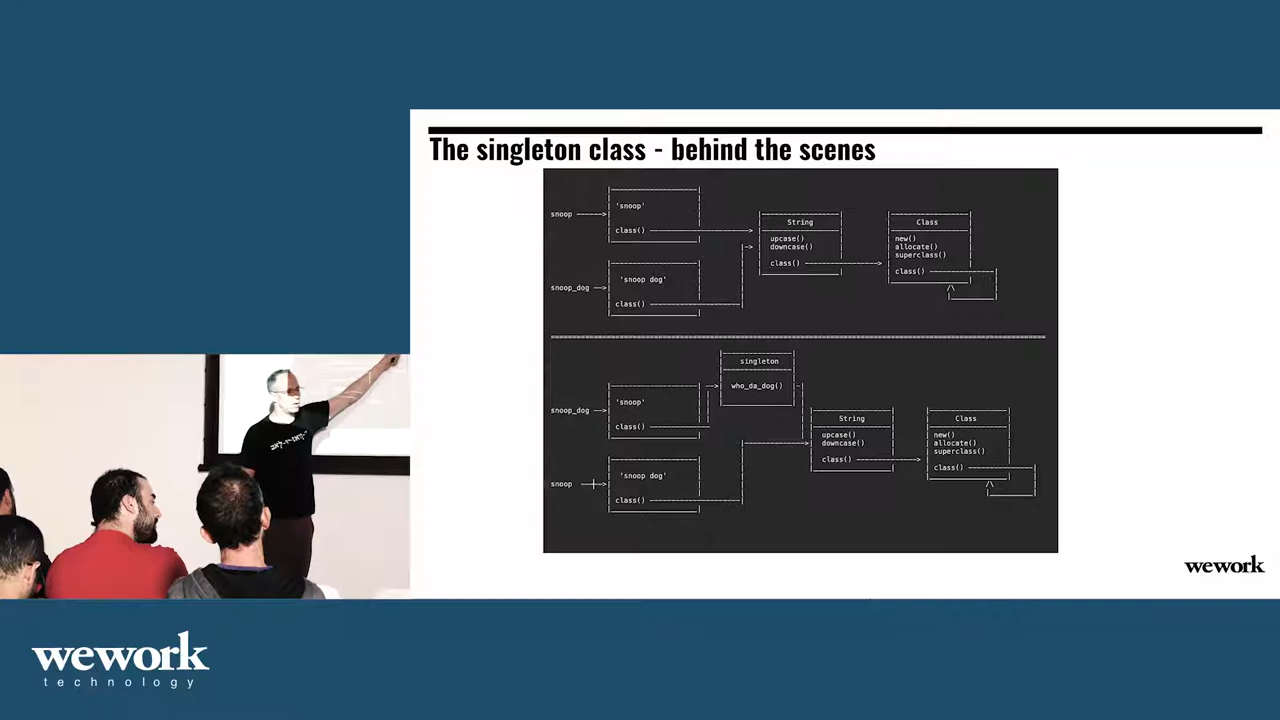 The singleton class - behind the scenes
'snoop'
snoop
class()
String
upcase()
downcase()
class()
Class
new()
allocate()
superclass()
class()
'snoop dog'
snoop_dog
class()
singleton
who_da_dog()
'snoop'
snoop_dog
class()
String
upcase()
downcase()
class()
Class
new()
allocate()
superclass()
class()
'snoop dog'
snoop
class()
wework
wework
technology